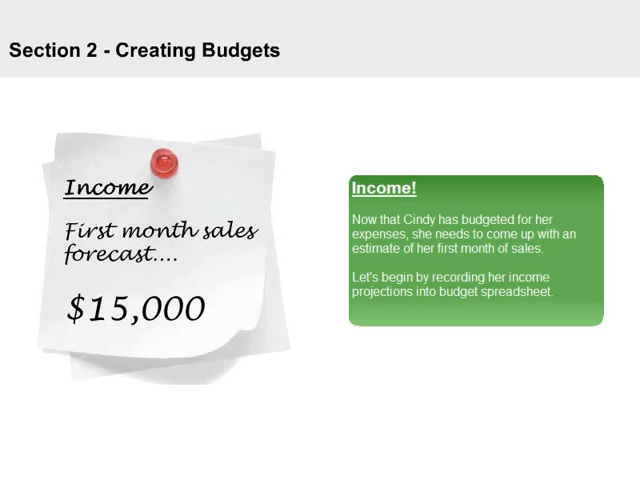 Section 2 - Creating Budgets
Income
First month sales
forecast....
$15,000
Income!
Now that Cindy has budgeted for her
expenses, she needs to come up with an
estimate of her first month of sales.
Let's begin by recording her income
projections into budget spreadsheet.